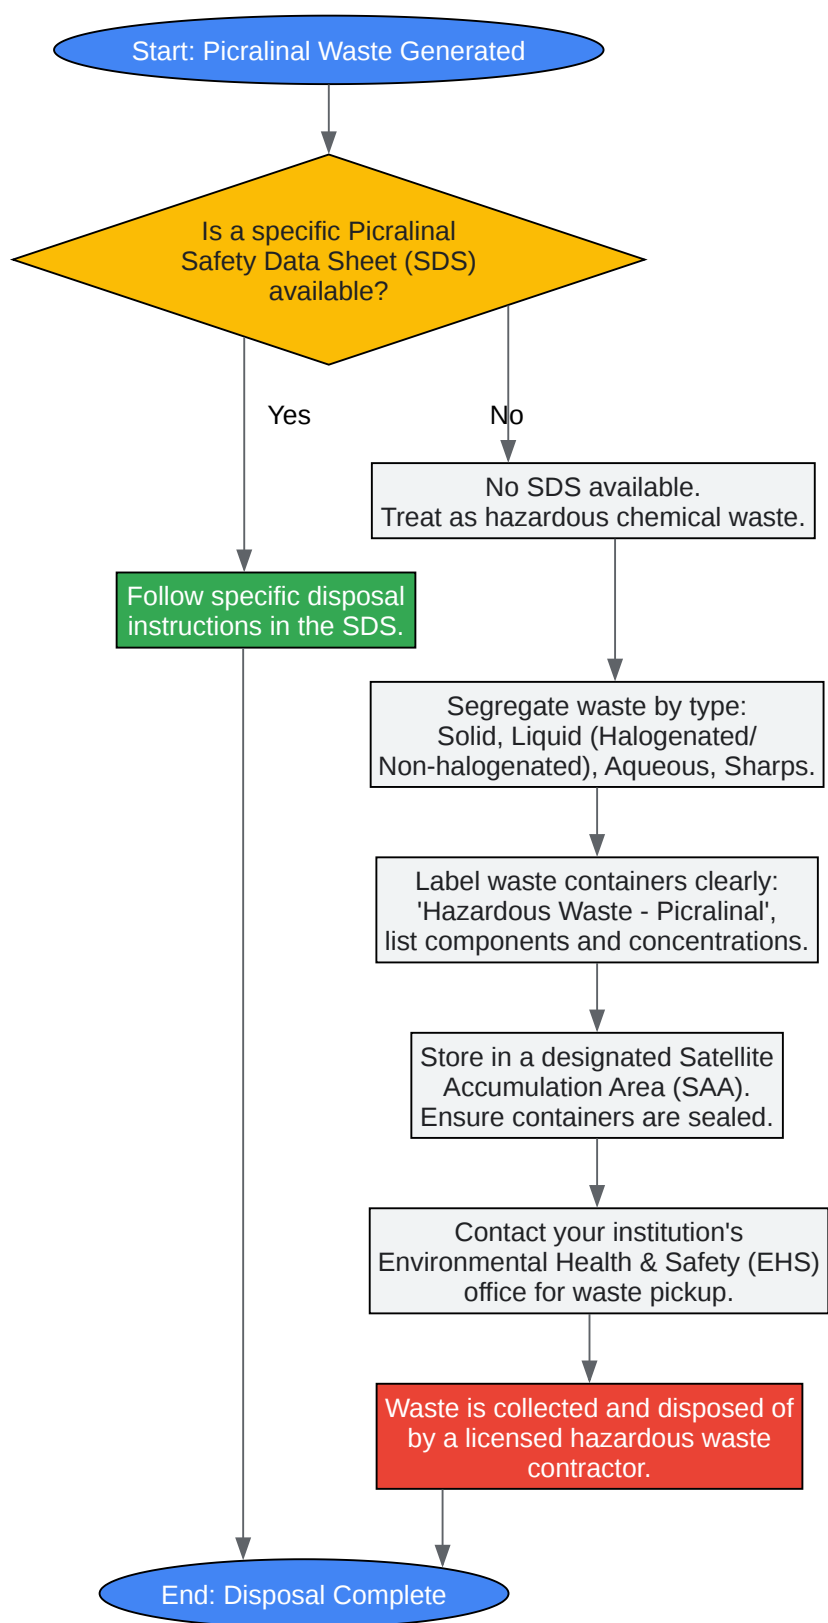 Start: Picralinal Waste Generated
Is a specific Picralinal
Safety Data Sheet (SDS)
available?
Yes
No
No SDS available.
Treat as hazardous chemical waste.
Follow specific disposal
instructions in the SDS.
Segregate waste by type:
Solid, Liquid (Halogenated/
Non-halogenated), Aqueous, Sharps.
Label waste containers clearly:
'Hazardous Waste - Picralinal',
list components and concentrations.
Store in a designated Satellite
Accumulation Area (SAA).
Ensure containers are sealed.
Contact your institution's
Environmental Health & Safety (EHS)
office for waste pickup.
Waste is collected and disposed of
by a licensed hazardous waste
contractor.
End: Disposal Complete